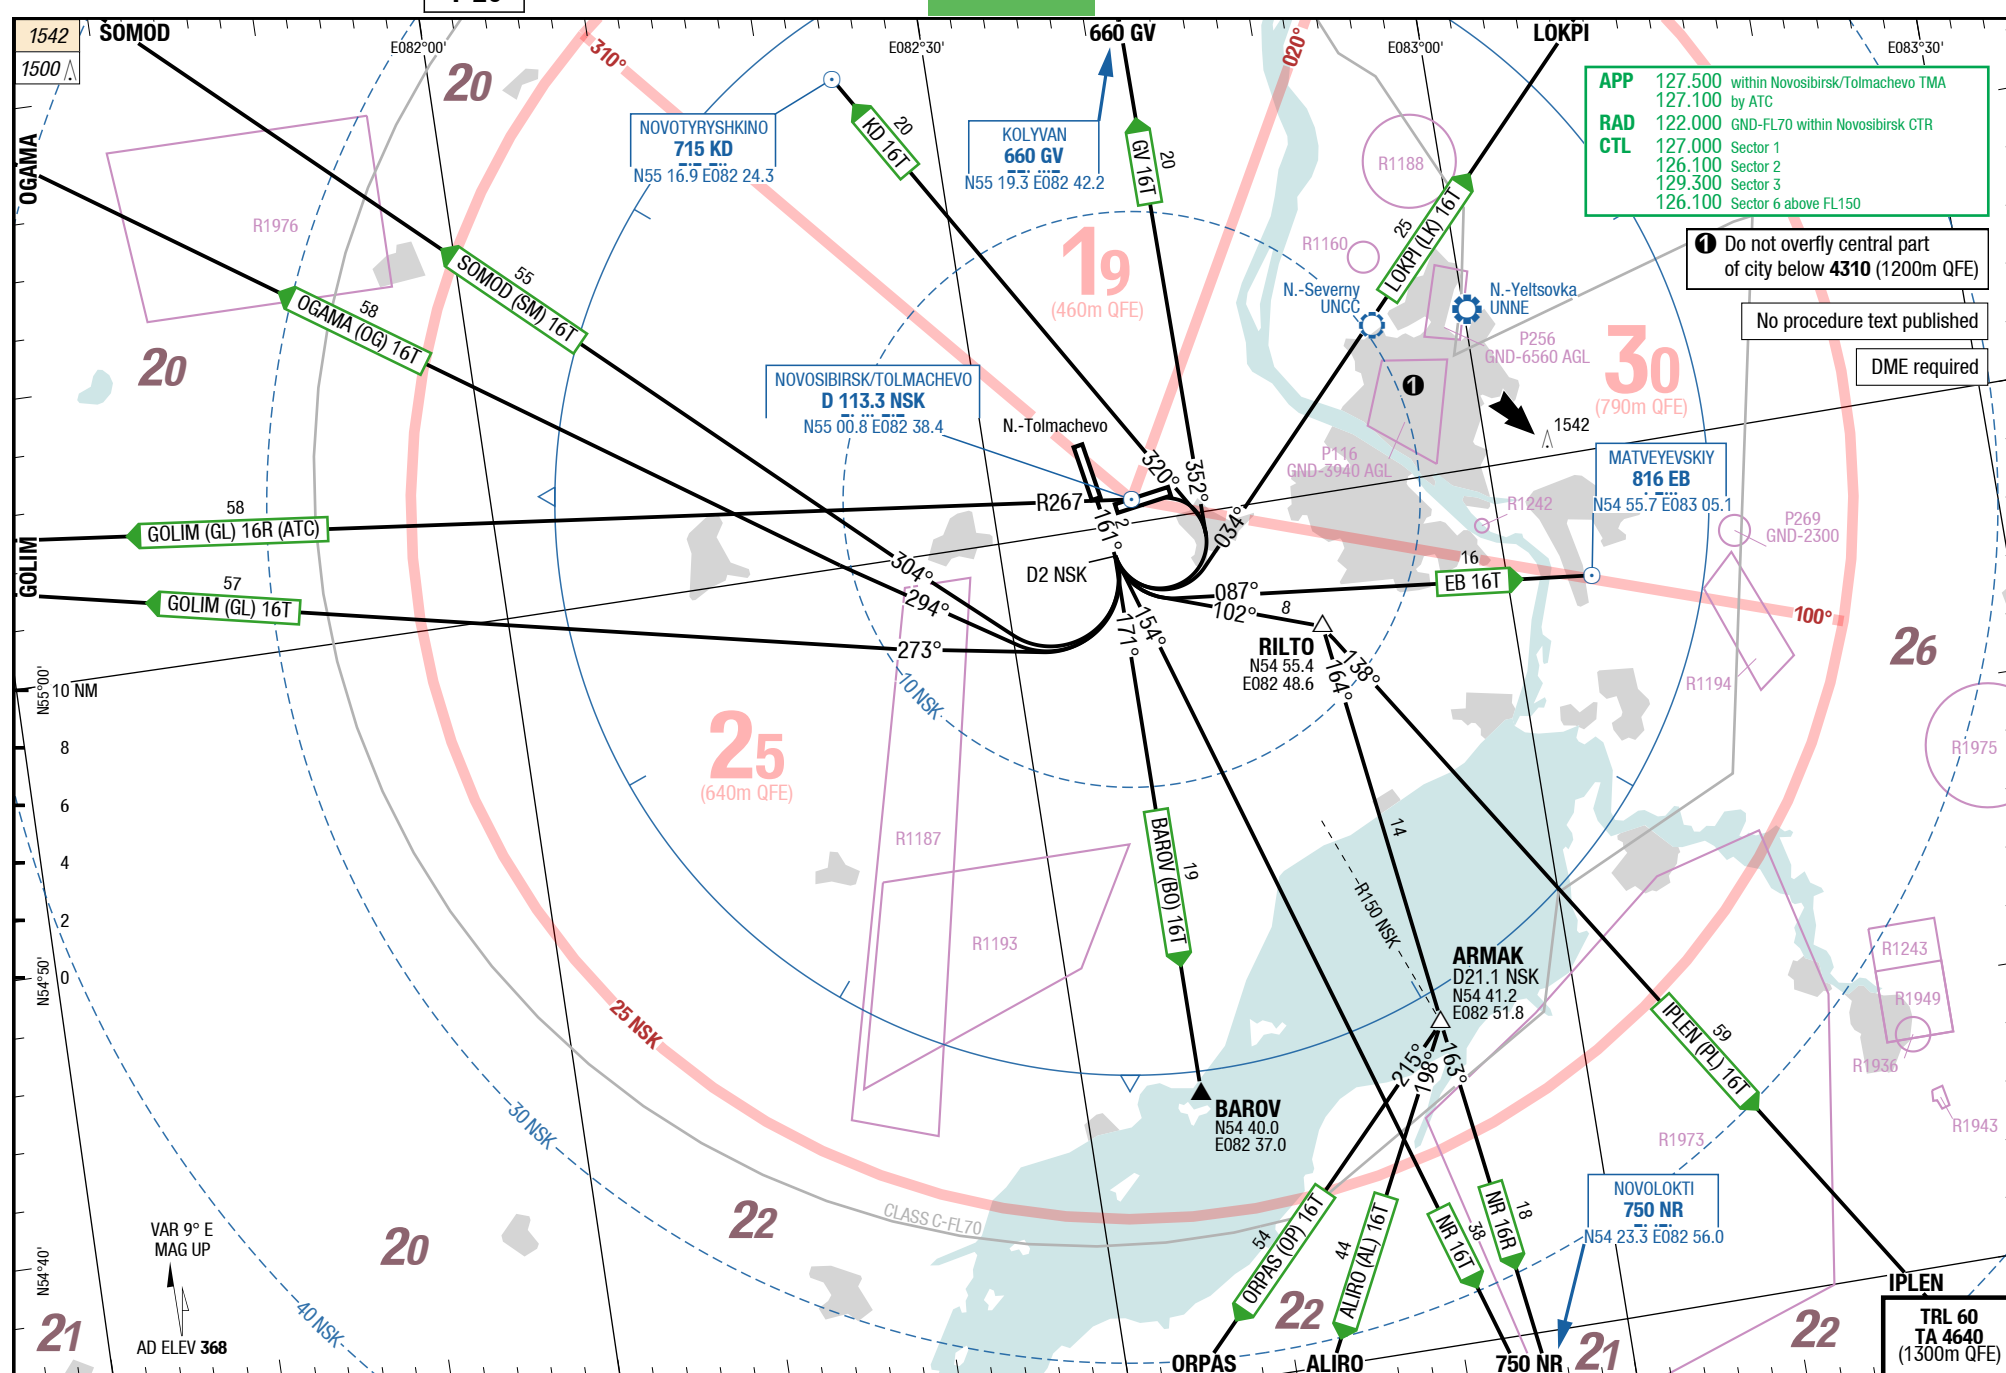 1542
1500
SOMOD
OGAMA
GOLIM
E082°00'
E082°30'
660 GV
E083°00'
LOKPI
E083°30'
310°
020°
20
APP 127.500 within Novosibirsk/Tolmachevo TMA
127.100 by ATC
RAD 122.000 GND-FL70 within Novosibirsk CTR
CTL 127.000 Sector 1
126.100 Sector 2
129.300 Sector 3
126.100 Sector 6 above FL150
1 Do not overfly central part
of city below 4310 (1200m QFE)
No procedure text published
DME required
NOVOTYRYSHKINO
715 KD
N55 16.9 E082 24.3
KOLYVAN
660 GV
N55 19.3 E082 42.2
KD 16T
20
GV 16T
20
LOKPI (LK) 16T
25
R1188
R1160
R1976
N.-Severny
UNCC
N.-Yeltsovka
UNNE
P256
GND-6560 AGL
19
(460m QFE)
30
(790m QFE)
20
SOMOD (SM) 16T
55
OGAMA (OG) 16T
58
NOVOSIBIRSK/TOLMACHEVO
D 113.3 NSK
N55 00.8 E082 38.4
N.-Tolmachevo
1
1542
P116
GND-3940 AGL
MATVEYEVSKIY
816 EB
N54 55.7 E083 05.1
R1242
P269
GND-2300
58
GOLIM (GL) 16R (ATC)
R267
57
GOLIM (GL) 16T
320°
352°
034°
161°
2
D2 NSK
304°
294°
273°
087°
102°
8
16
EB 16T
154°
171°
100°
RILTO
N54 55.4
E082 48.6
138°
164°
R1194
26
R1975
10 NSK
N55°00'
10 NM
8
6
4
2
0
N54°50'
N54°40'
25
(640m QFE)
R1187
R1193
BAROV (BO) 16T
19
14
R150 NSK
ARMAK
D21.1 NSK
N54 41.2
E082 51.8
215°
198°
163°
R1243
R1949
R1936
R1943
R1973
IPLEN (PL) 16T
59
25 NSK
30 NSK
40 NSK
BAROV
N54 40.0
E082 37.0
CLASS C-FL70
22
20
21
VAR 9° E
MAG UP
AD ELEV 368
ORPAS (OP) 16T
54
ALIRO (AL) 16T
44
NR 16T
38
NR 16R
18
NOVOLOKTI
750 NR
N54 23.3 E082 56.0
22
21
22
ORPAS
ALIRO
750 NR
IPLEN
TRL 60
TA 4640
(1300m QFE)